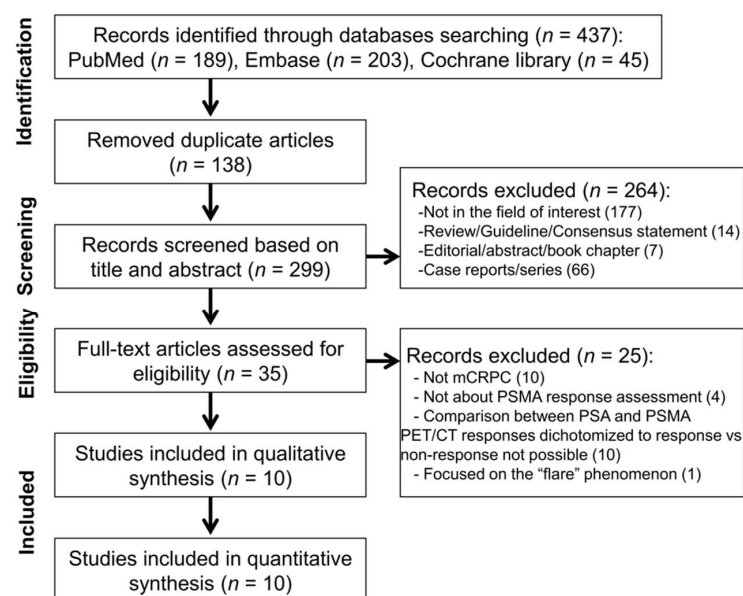 Identification
Records identified through databases searching (n = 437):
PubMed (n = 189), Embase (n = 203), Cochrane library (n = 45)
Removed duplicate articles
(n = 138)
Screening
Records screened based on
title and abstract (n = 299)
Records excluded (n = 264):
-Not in the field of interest (177)
-Review/Guideline/Consensus statement (14)
-Editorial/abstract/book chapter (7)
-Case reports/series (66)
Eligibility
Full-text articles assessed for
eligibility (n = 35)
Records excluded (n = 25):
- Not mCRPC (10)
- Not about PSMA response assessment (4)
- Comparison between PSA and PSMA
PET/CT responses dichotomized to response vs
non-response not possible (10)
- Focused on the “flare” phenomenon (1)
Included
Studies included in qualitative
synthesis (n = 10)
Studies included in quantitative
synthesis (n = 10)